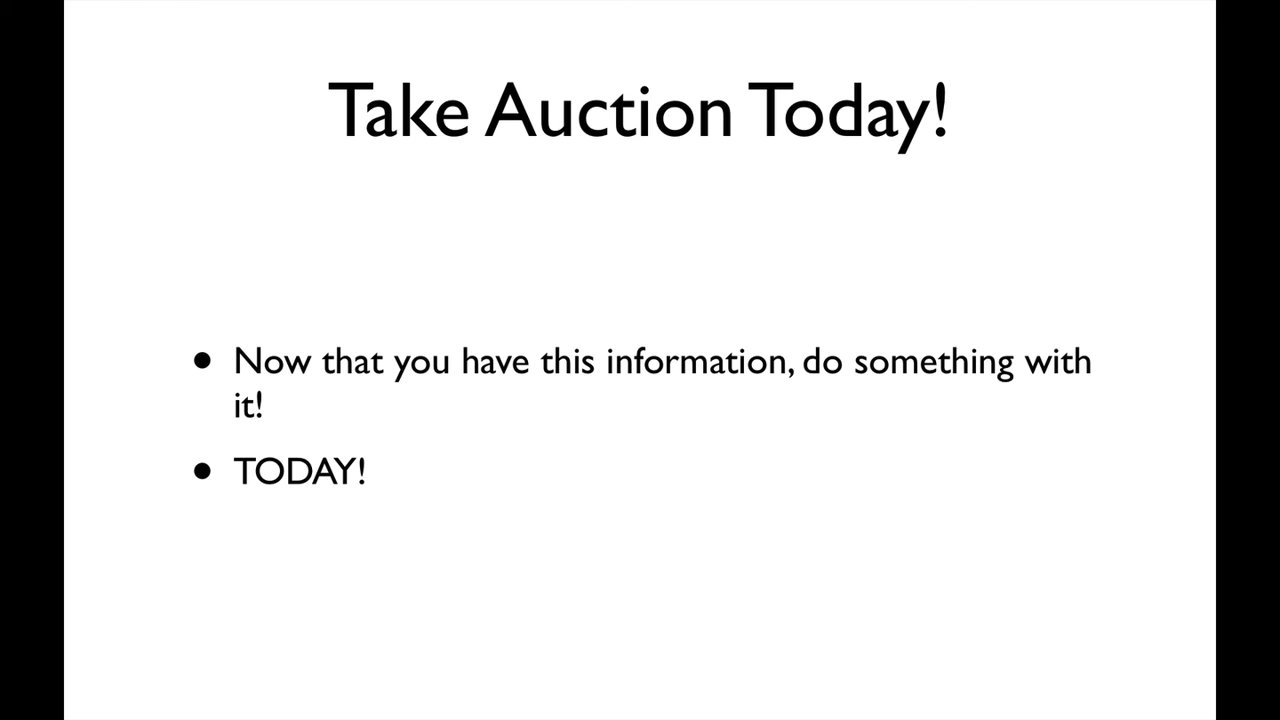 Take Auction Today!
• Now that you have this information, do something with
it!
• TODAY!